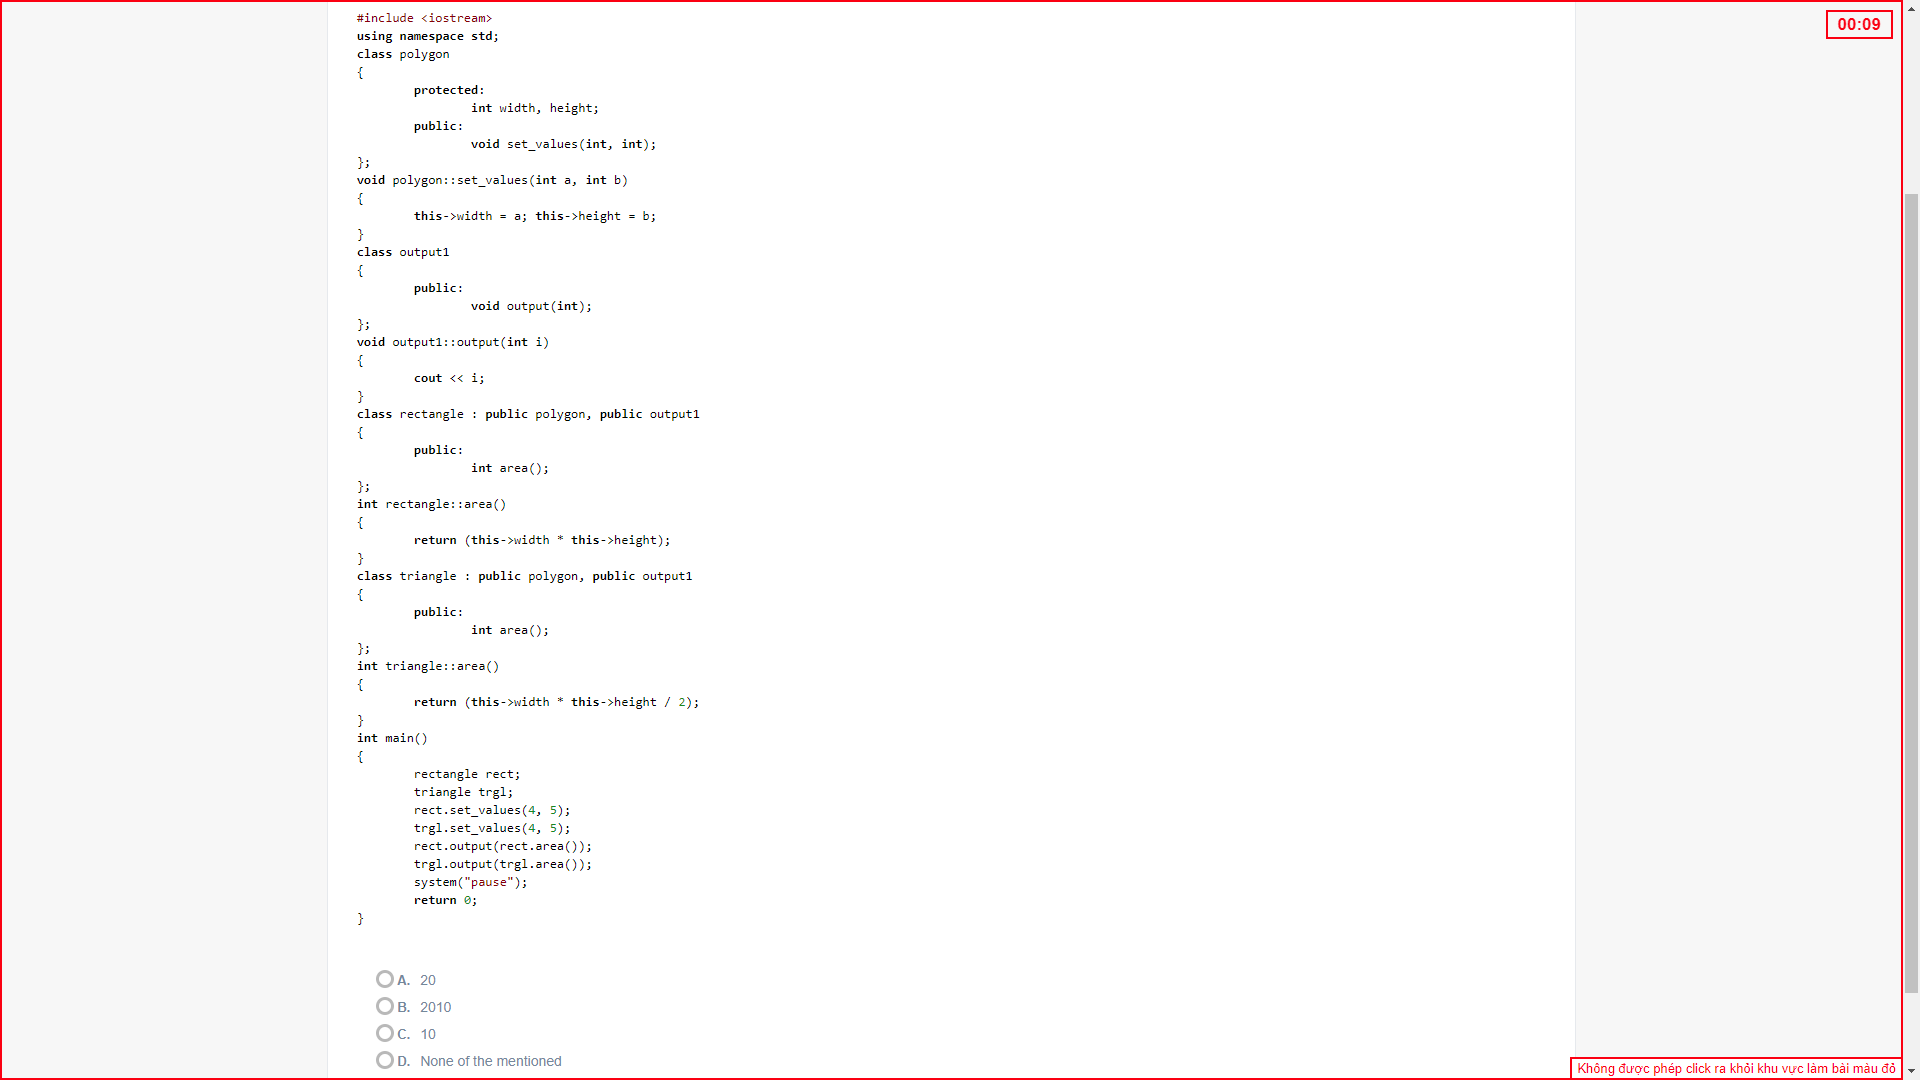 #include <iostream>
using namespace std;
class polygon
{
protected:
int width, height;
public:
void set_values(int, int);
};
void polygon::set_values(int a, int b)
{
this->width = a; this->height = b;
}
class output1
{
public:
void output(int);
};
void output1::output(int i)
{
cout << i;
}
class rectangle : public polygon, public output1
{
public:
int area();
};
int rectangle::area()
{
return (this->width * this->height);
}
class triangle : public polygon, public output1
{
public:
int area();
};
int triangle::area()
{
return (this->width * this->height / 2);
}
int main()
{
rectangle rect;
triangle trgl;
rect.set_values(4, 5);
trgl.set_values(4, 5);
rect.output(rect.area());
trgl.output(trgl.area());
system("pause");
return 0;
}
A. 20
B. 2010
C. 10
D. None of the mentioned
00:09
Không được phép click ra khỏi khu vực làm bài màu đỏ